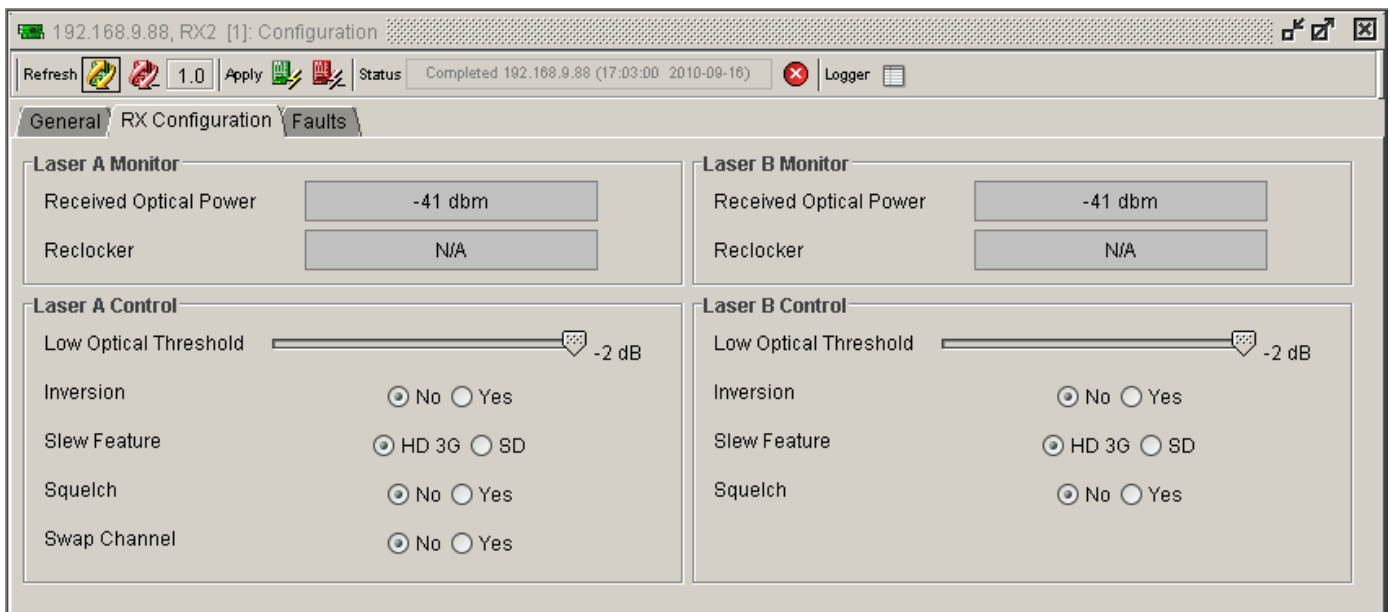 192.168.9.88, RX2 [1]: Configuration
Refresh 1.0 Apply Status Completed 192.168.9.88 (17:03:00 2010-09-16) Logger
General RX Configuration Faults
Laser A Monitor
Received Optical Power -41 dbm
Reclocker N/A
Laser B Monitor
Received Optical Power -41 dbm
Reclocker N/A
Laser A Control
Low Optical Threshold -2 dB
Inversion No Yes
Slew Feature HD 3G SD
Squelch No Yes
Swap Channel No Yes
Laser B Control
Low Optical Threshold -2 dB
Inversion No Yes
Slew Feature HD 3G SD
Squelch No Yes